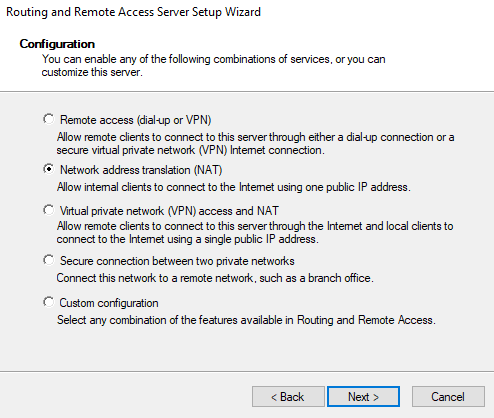 Routing and Remote Access Server Setup Wizard
Configuration
You can enable any of the following combinations of services, or you can
customize this server.
Remote access (dial-up or VPN)
Allow remote clients to connect to this server through either a dial-up connection or a
secure virtual private network (VPN) Internet connection.
Network address translation (NAT)
Allow internal clients to connect to the Internet using one public IP address.
Virtual private network (VPN) access and NAT
Allow remote clients to connect to this server through the Internet and local clients to
connect to the Internet using a single public IP address.
Secure connection between two private networks
Connect this network to a remote network, such as a branch office.
Custom configuration
Select any combination of the features available in Routing and Remote Access.
< Back Next > Cancel